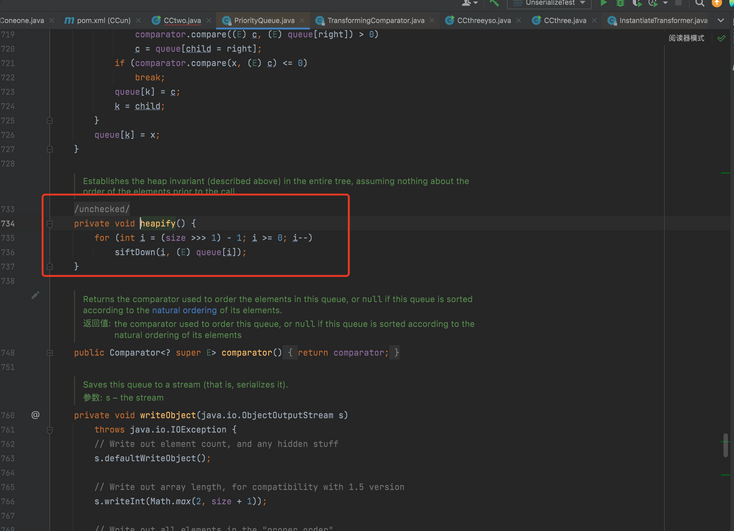 Coneone.java × pom.xml (CCun) × CCtwo.java × PriorityQueue.java × TransformingComparator.java × CCthreeyso.java × CCthree.java × InstantiateTransformer.java ×
UnserializeTest
阅读器模式
719 comparator.compare((E) c, (E) queue[right]) > 0)
720 c = queue[child = right];
721 if (comparator.compare(x, (E) c) <= 0)
722 break;
723 queue[k] = c;
724 k = child;
725 }
726 queue[k] = x;
727 }
728
Establishes the heap invariant (described above) in the entire tree, assuming nothing about the
order of the elements prior to the call.
733 /unchecked/
734 private void heapify() {
735 for (int i = (size >>> 1) - 1; i >= 0; i--)
736 siftDown(i, (E) queue[i]);
737 }
738
Returns the comparator used to order the elements in this queue, or null if this queue is sorted
according to the natural ordering of its elements.
返回值: the comparator used to order this queue, or null if this queue is sorted according to the
natural ordering of its elements
748 public Comparator<? super E> comparator() { return comparator; }
751
Saves this queue to a stream (that is, serializes it).
参数: s – the stream
760 @ private void writeObject(java.io.ObjectOutputStream s)
761 throws java.io.IOException {
762 // Write out element count, and any hidden stuff
763 s.defaultWriteObject();
764
765 // Write out array length, for compatibility with 1.5 version
766 s.writeInt(Math.max(2, size + 1));
767
768 // Write out all elements in the "proper order".